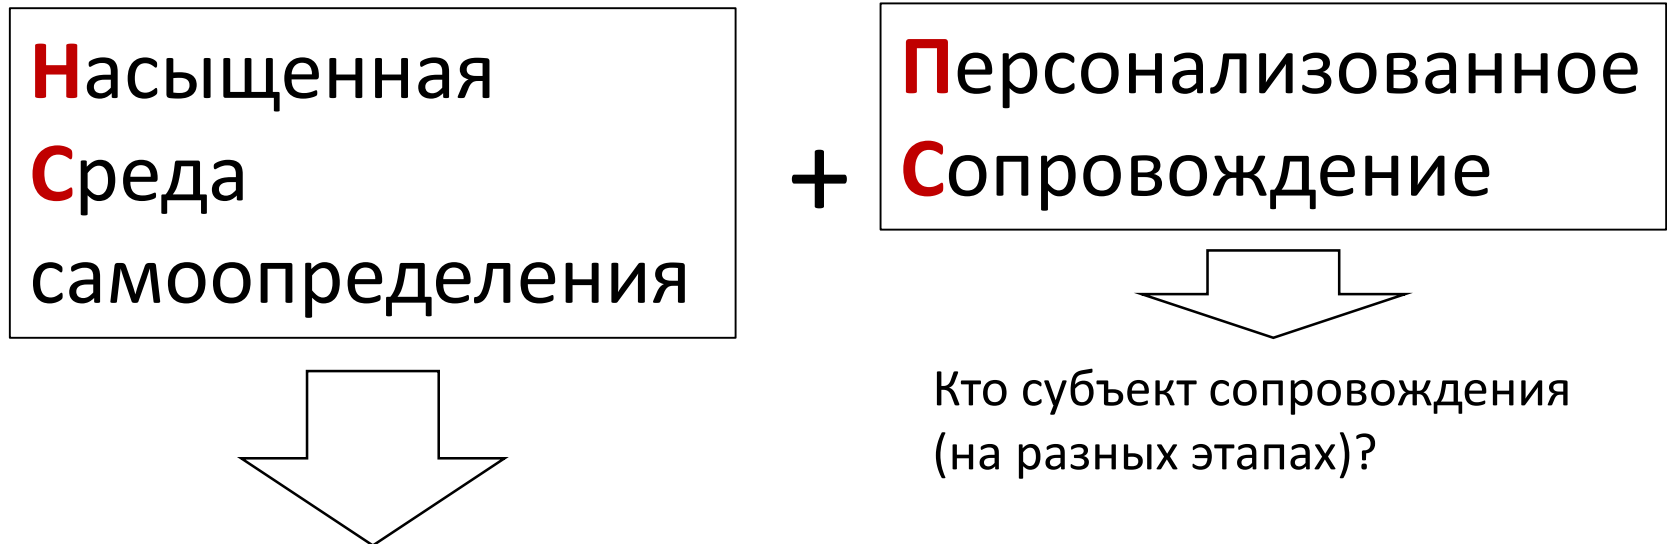 Насыщенная
Среда
самоопределения
+
Персонализованное
Сопровождение
Кто субъект сопровождения
(на разных этапах)?